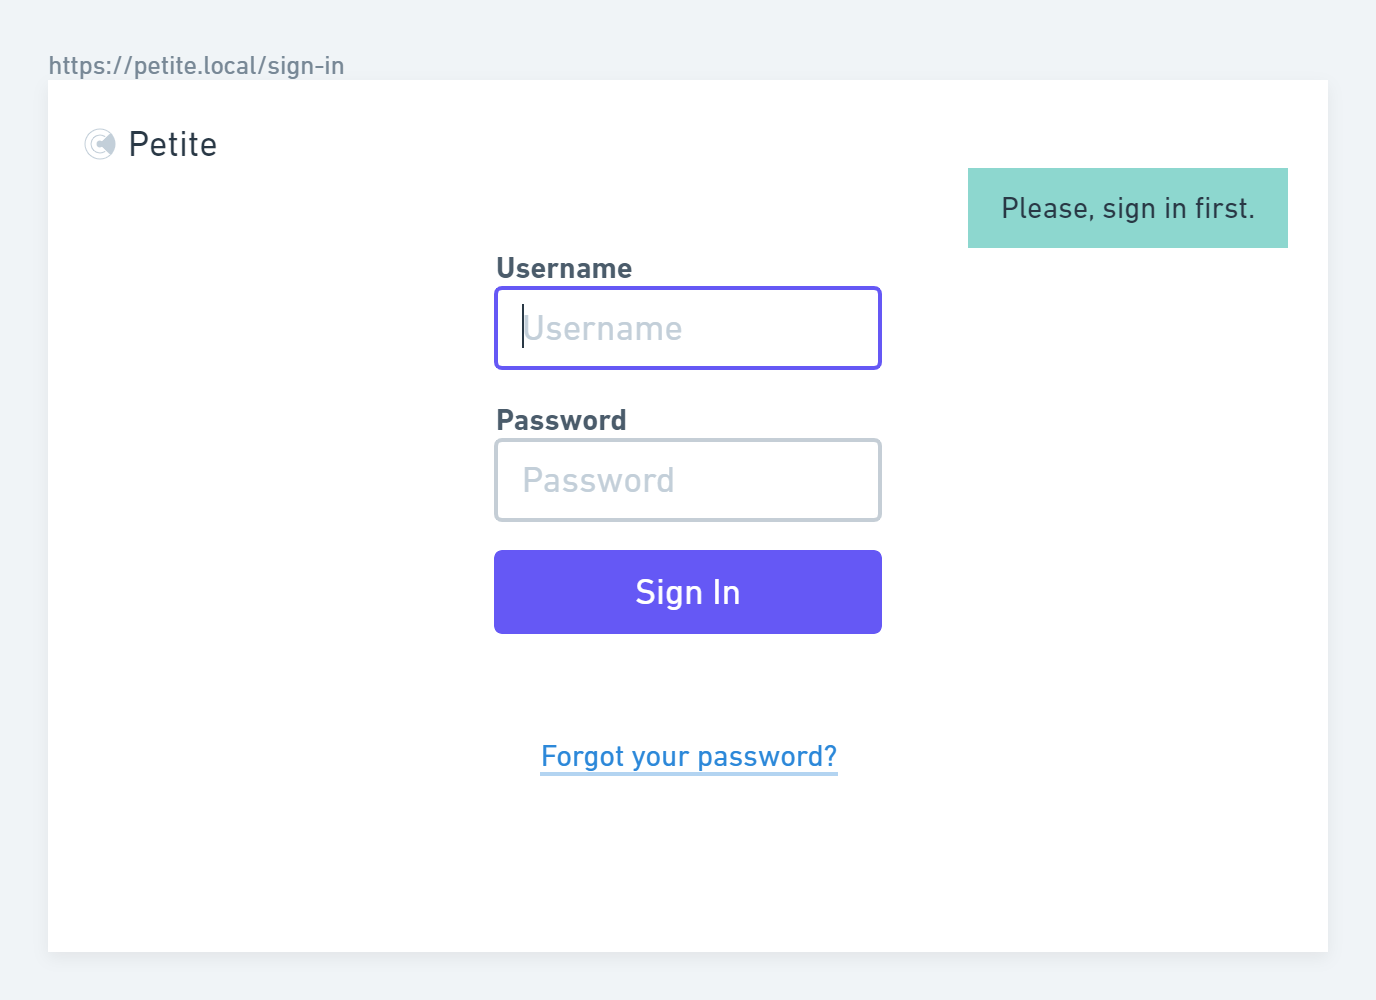 https://petite.local/sign-in
Petite
Please, sign in first.
Username
Username
Password
Password
Sign In
Forgot your password?